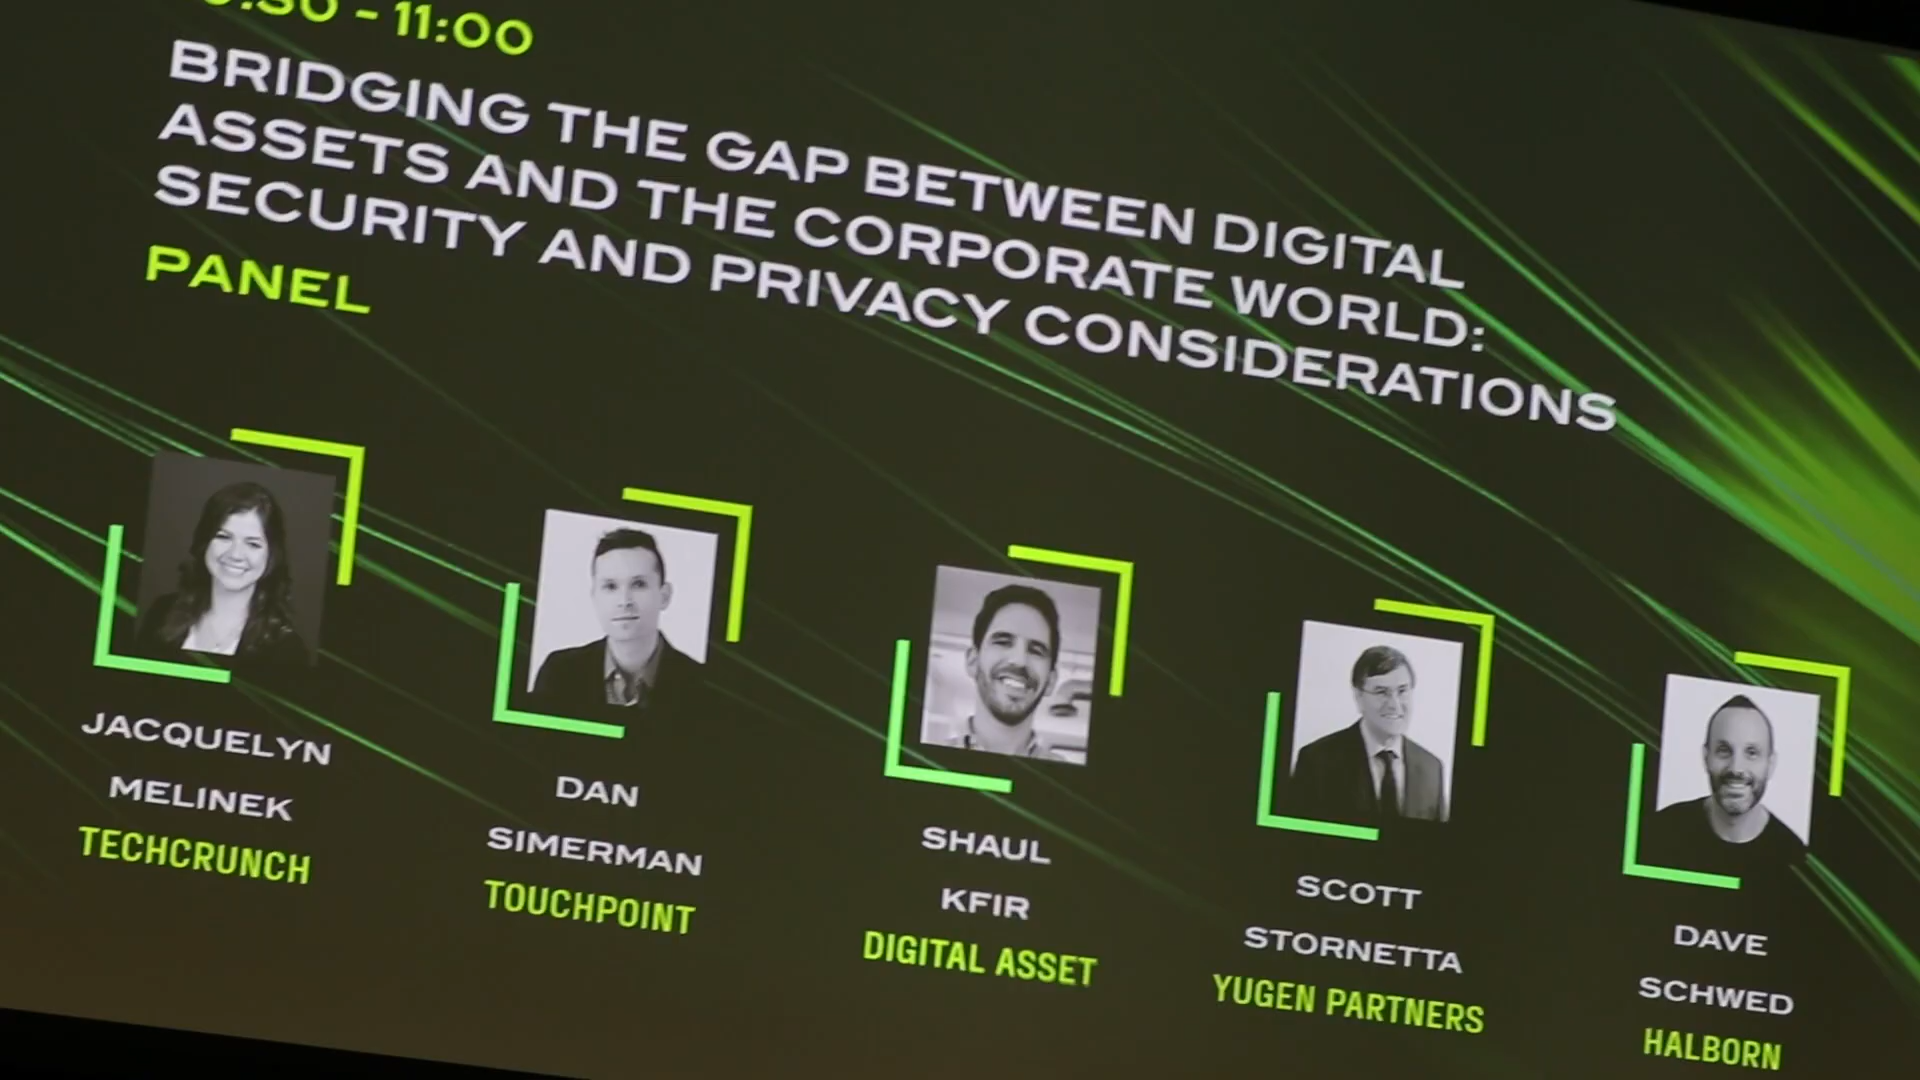 - 11:00
BRIDGING THE GAP BETWEEN DIGITAL
ASSETS AND THE CORPORATE WORLD:
SECURITY AND PRIVACY CONSIDERATIONS
PANEL
JACQUELYN
MELINEK
TECHCRUNCH
DAN
SIMERMAN
TOUCHPOINT
SHAUL
KFIR
DIGITAL ASSET
SCOTT
STORNETTA
YUGEN PARTNERS
DAVE
SCHWED
HALBORN